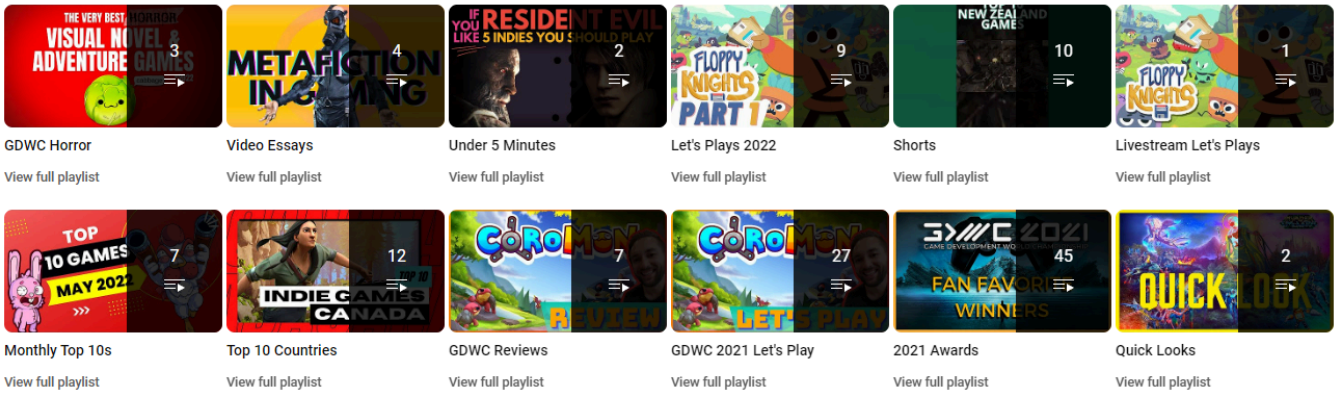 THE VERY BEST HORROR
VISUAL NOVEL &
ADVENTURE GAMES
3
METAFICTION
IN GAMING
4
IF YOU LIKE
RESIDENT EVIL
5 INDIES YOU SHOULD PLAY
2
FLOPPY
KNIGHTS
PART 1
9
NEW ZEALAND
GAMES
10
FLOPPY
KNIGHTS
1
GDWC Horror
Video Essays
Under 5 Minutes
Let's Plays 2022
Shorts
Livestream Let's Plays
View full playlist
View full playlist
View full playlist
View full playlist
View full playlist
View full playlist
TOP
10 GAMES
MAY 2022
7
TOP 10
INDIE GAMES
CANADA
12
COROMON
REVIEW
7
COROMON
LET'S PLAY
27
GAME DEVELOPMENT WORLD CHAMPIONSHIP
2021
FAN FAVORITE
WINNERS
45
QUICK LOOK
2
Monthly Top 10s
Top 10 Countries
GDWC Reviews
GDWC 2021 Let's Play
2021 Awards
Quick Looks
View full playlist
View full playlist
View full playlist
View full playlist
View full playlist
View full playlist